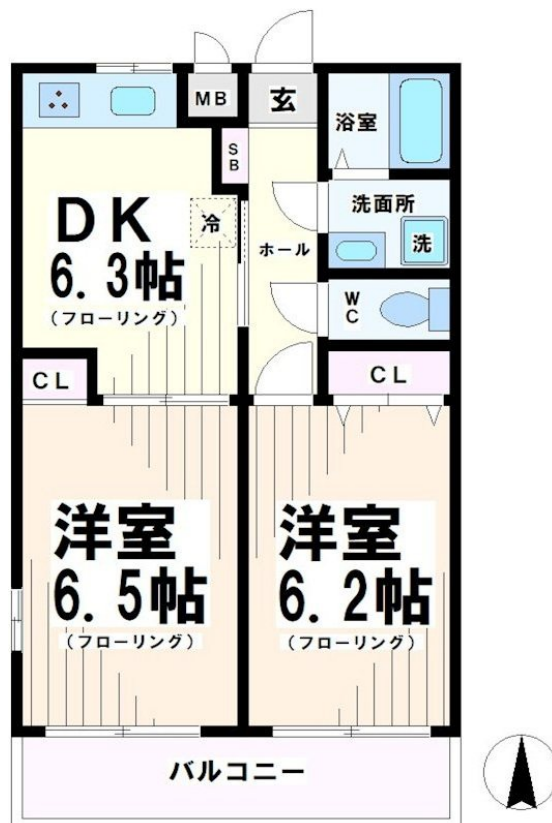 MB
玄
浴室
SB
洗面所
DK
6.3帖
(フローリング)
冷
ホール
洗
WC
CL
CL
洋室
6.5帖
(フローリング)
洋室
6.2帖
(フローリング)
バルコニー